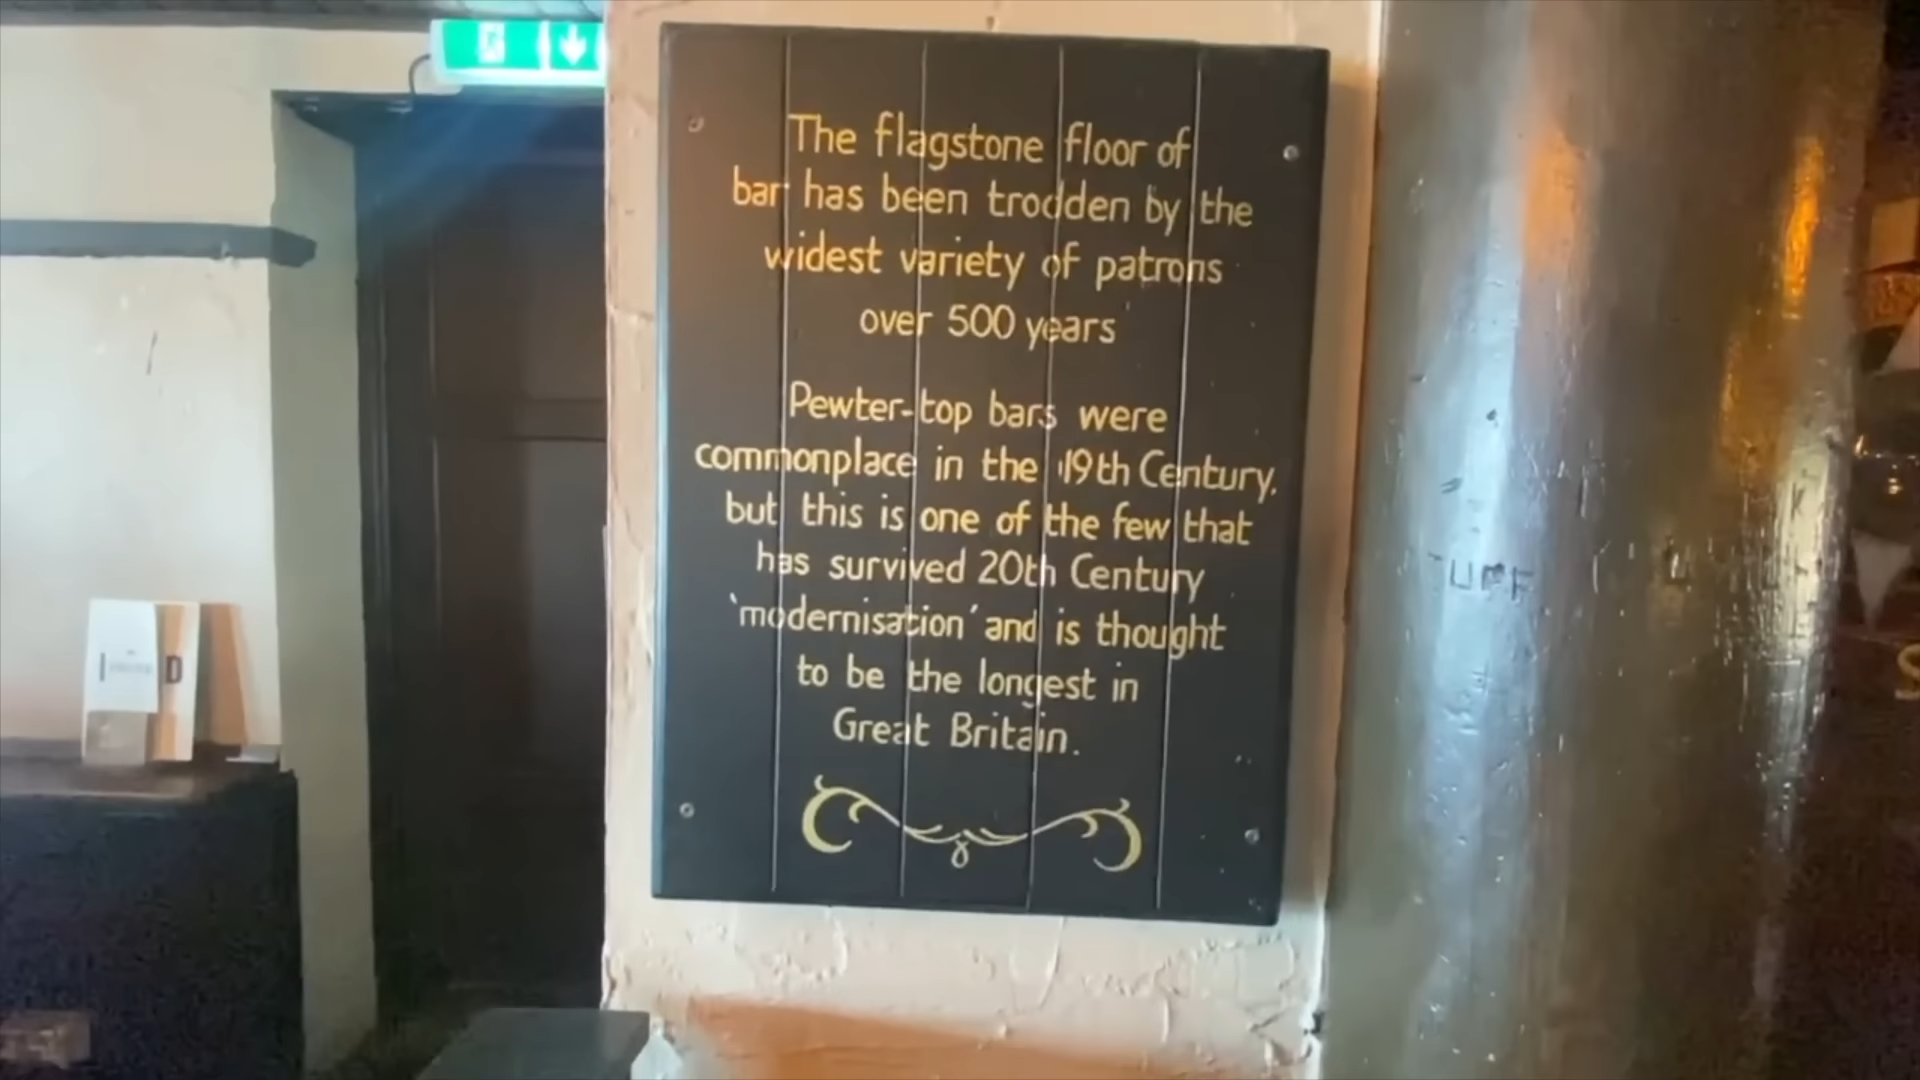 The flagstone floor of
bar has been trodden by the
widest variety of patrons
over 500 years
Pewter-top bars were
commonplace in the 19th Century,
but this is one of the few that
has survived 20th Century
'modernisation' and is thought
to be the longest in
Great Britain.